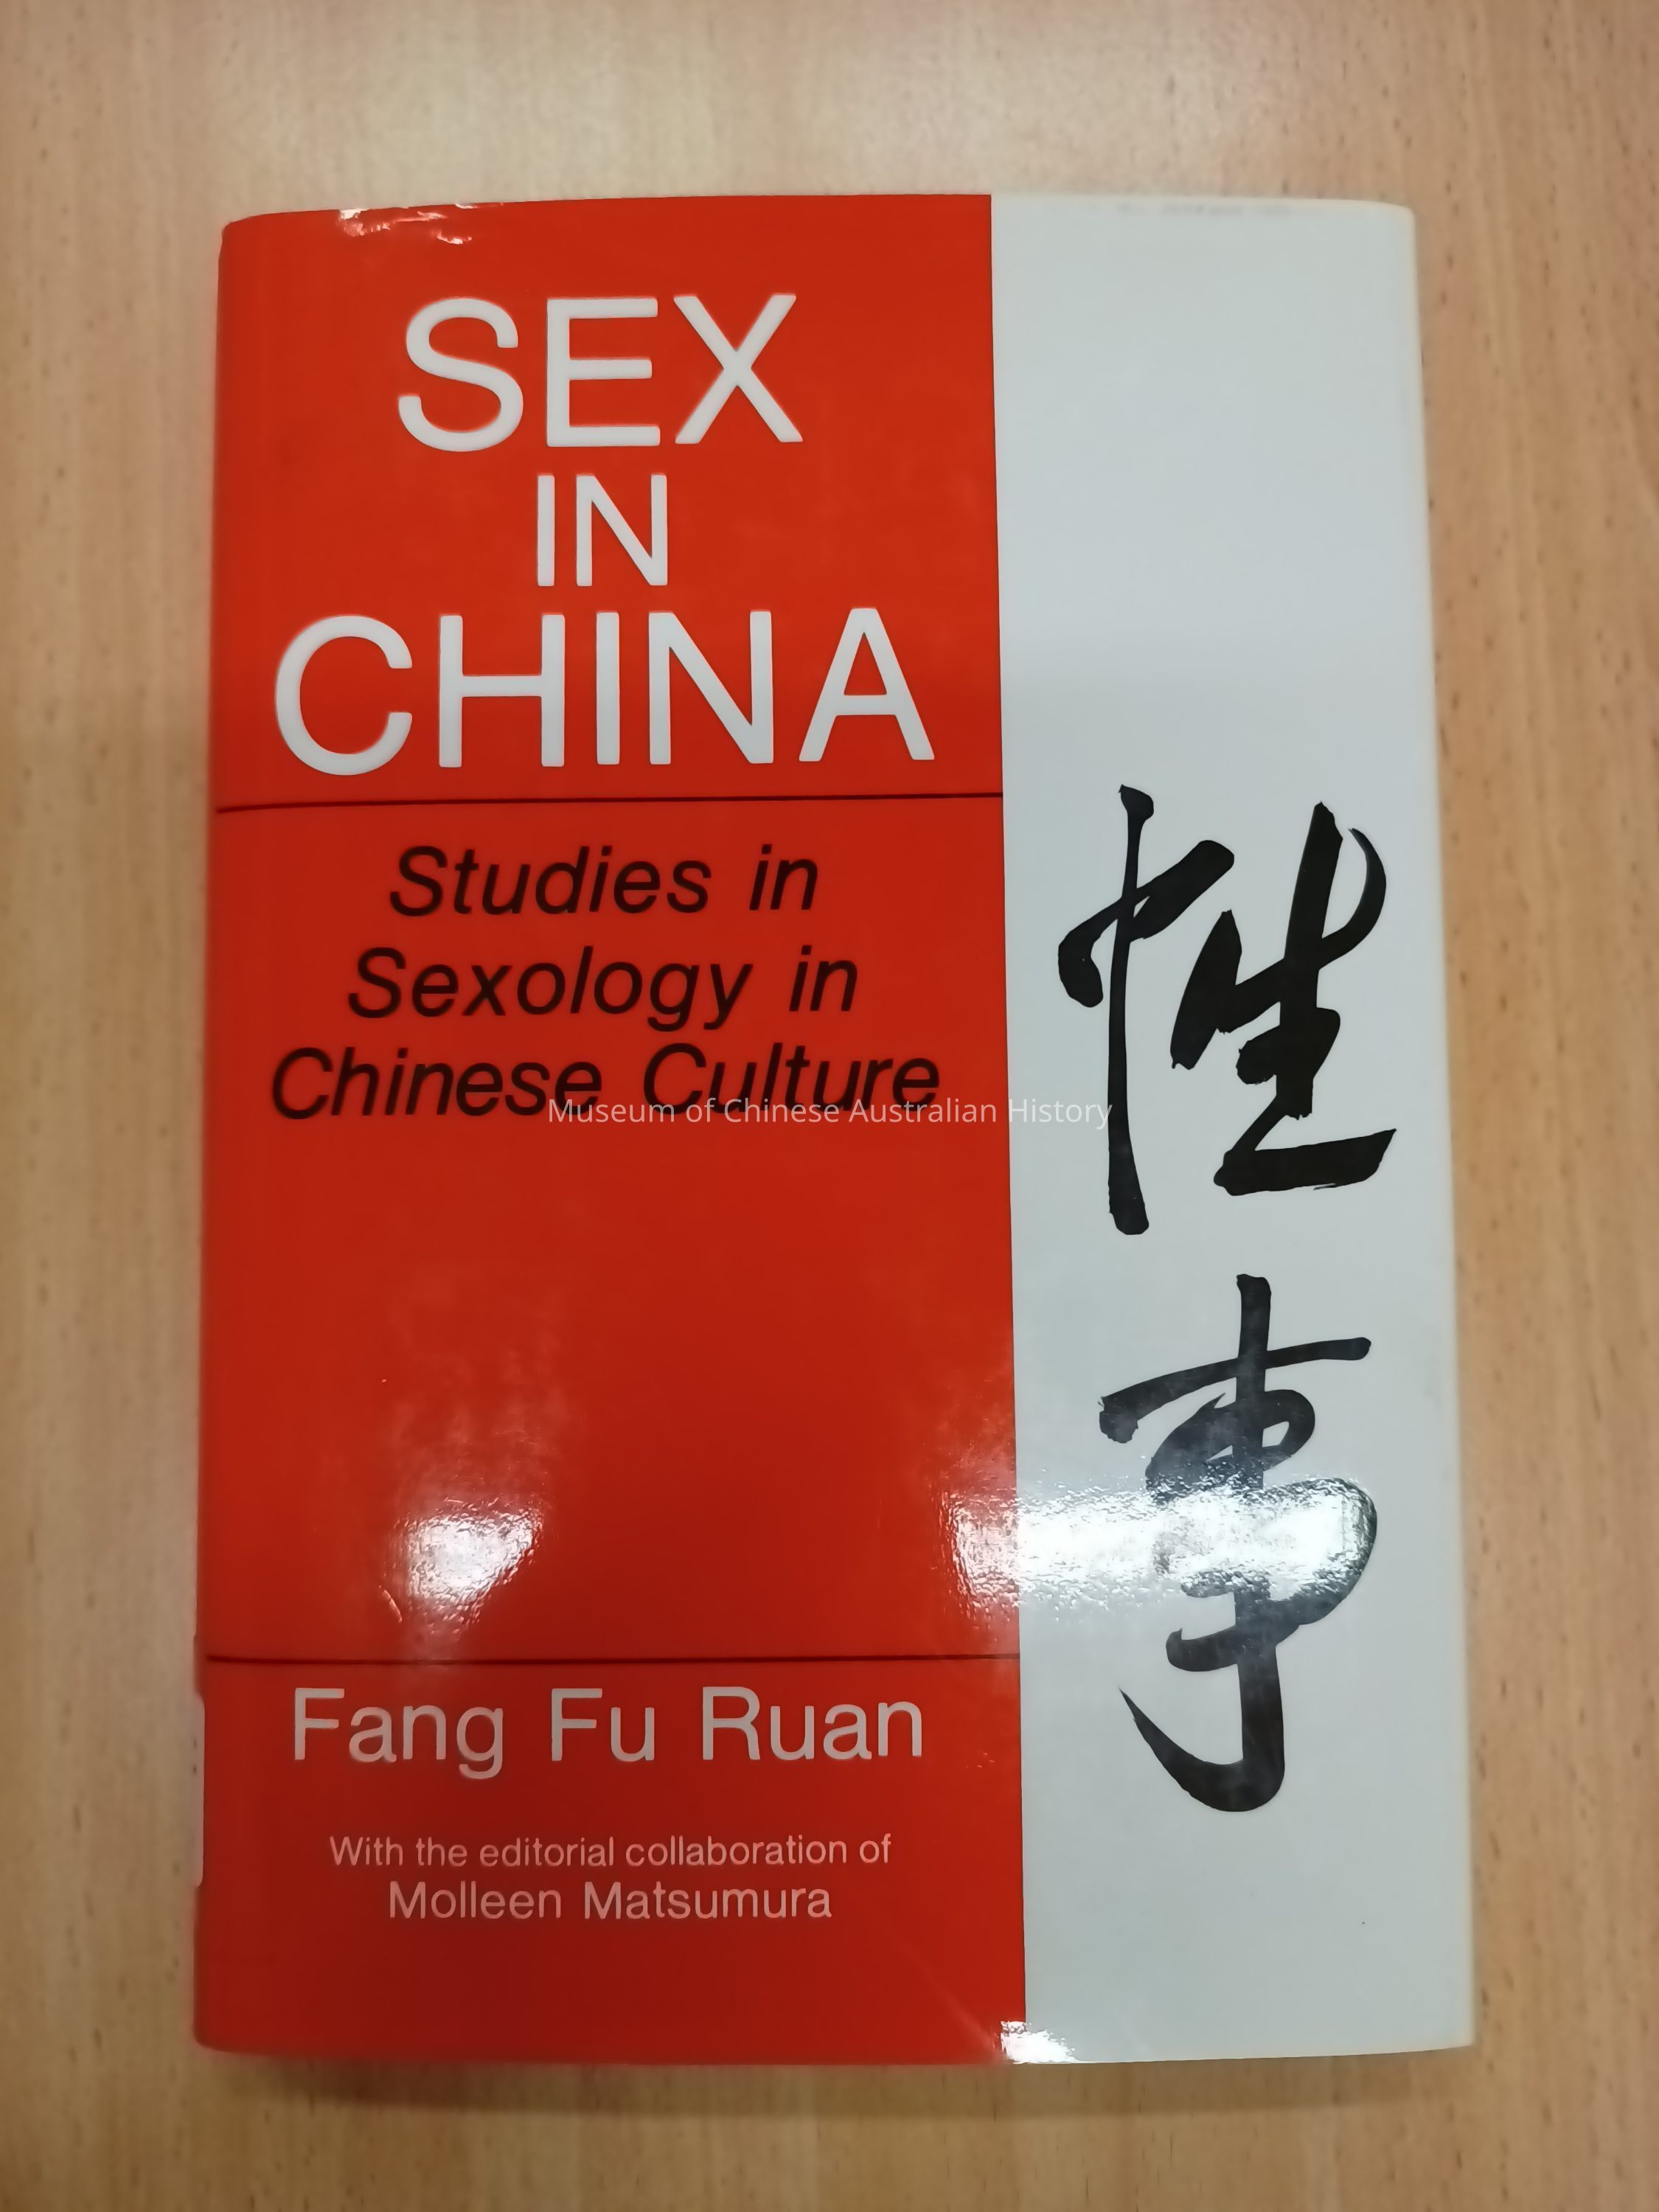 SEX
IN
CHINA
Studies in
Sexology in
Chinese Culture
Museum of Chinese Australian History
性
事
Fang Fu Ruan
With the editorial collaboration of
Molleen Matsumura